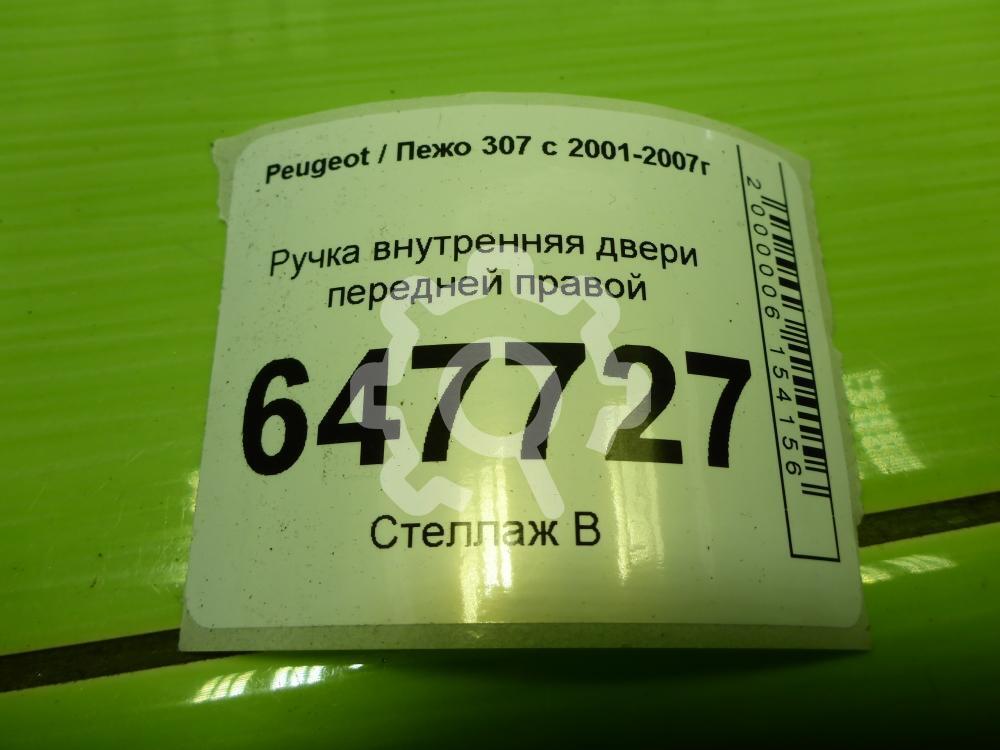 Peugeot / Пежо 307 с 2001-2007г
Ручка внутренняя двери
передней правой
647727
Стеллаж В
2000006154156